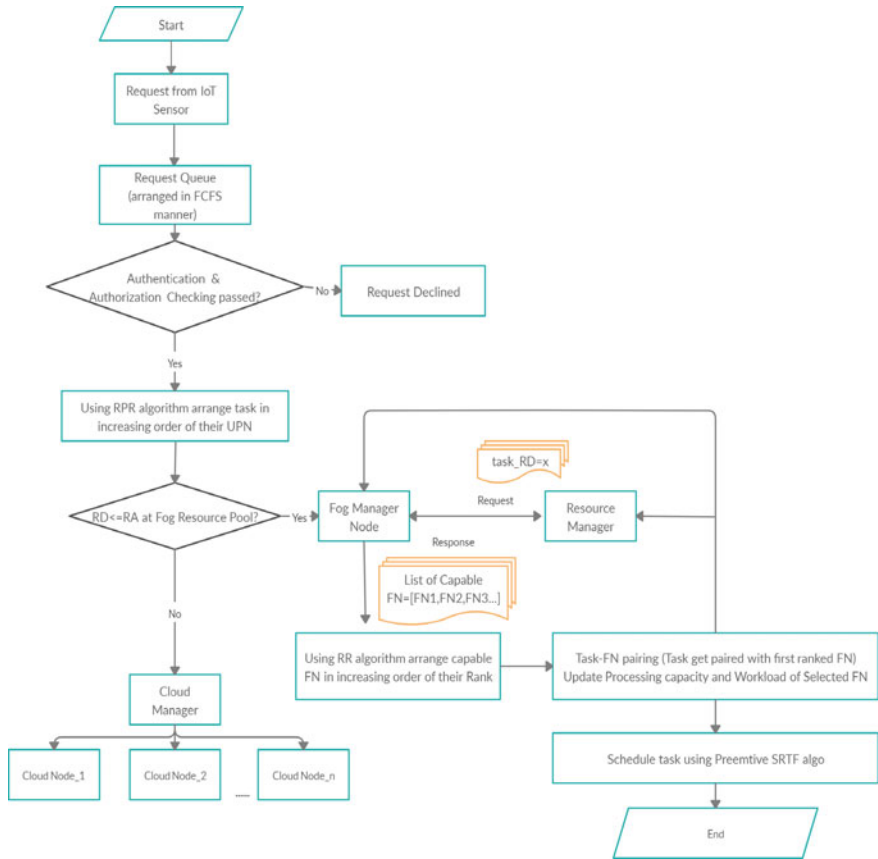 Start
Request from IoT
Sensor
Request Queue
(arranged in FCFS
manner)
Authentication &
Authorization Checking passed?
No
Request Declined
Yes
Using RPR algorithm arrange task in
increasing order of their UPN
RD<=RA at Fog Resource Pool?
Yes
Fog Manager
Node
task_RD=x
Request
Resource
Manager
Response
List of Capable
FN=[FN1,FN2,FN3...]
No
Using RR algorithm arrange capable
FN in increasing order of their Rank
Task-FN pairing (Task get paired with first ranked FN)
Update Processing capacity and Workload of Selected FN
Cloud
Manager
Cloud Node_1
Cloud Node_2
.....
Cloud Node_n
Schedule task using Preemtive SRTF algo
End